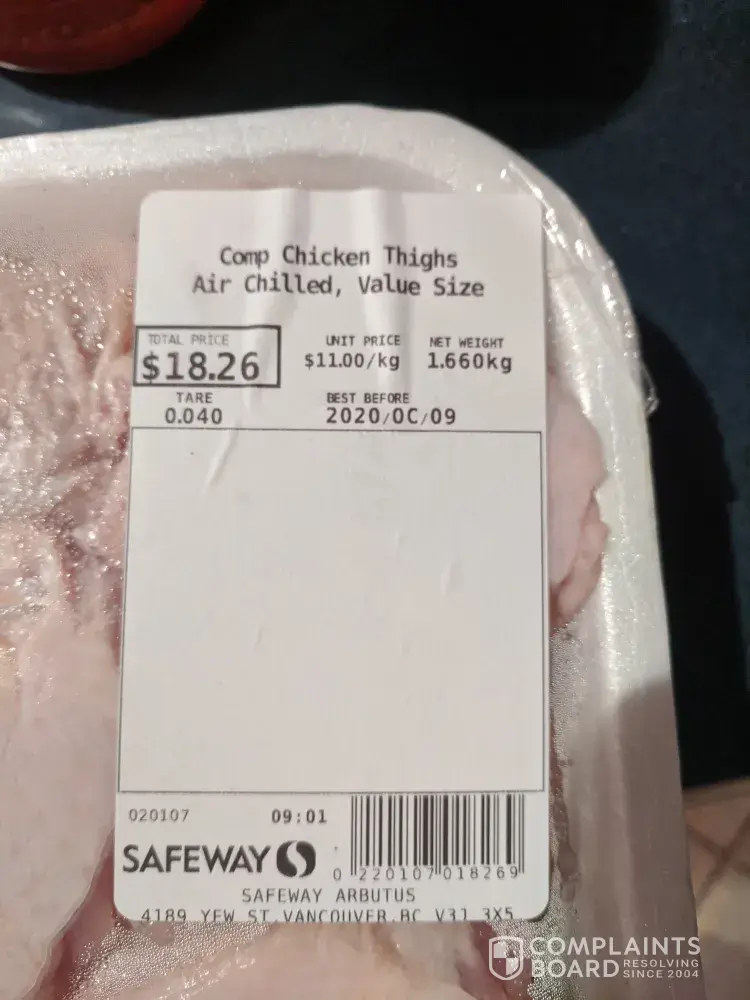 Comp Chicken Thighs
Air Chilled, Value Size
TOTAL PRICE
$18.26
UNIT PRICE
$11.00/kg
NET WEIGHT
1.660kg
TARE
0.040
BEST BEFORE
2020/OC/09
020107
09:01
SAFEWAY
0 220107 018269
SAFEWAY ARBUTUS
4189 YEW ST,VANCOUVER,BC V3J 3X5
COMPLAINTS
BOARD RESOLVING
SINCE 2004